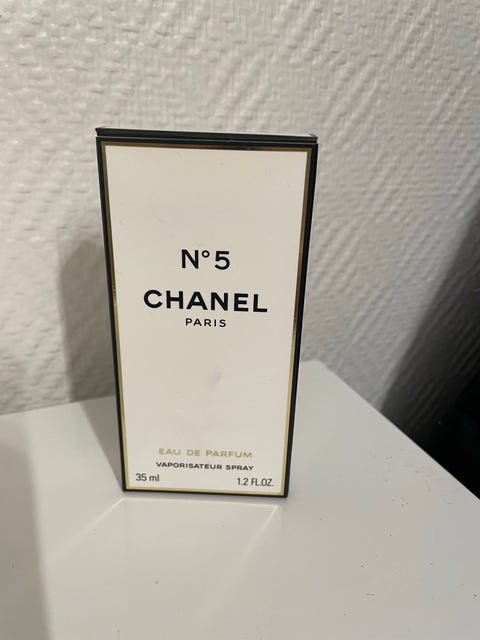 N°5
CHANEL
PARIS
EAU DE PARFUM
VAPORISATEUR SPRAY
35 ml 1.2 FL.OZ.